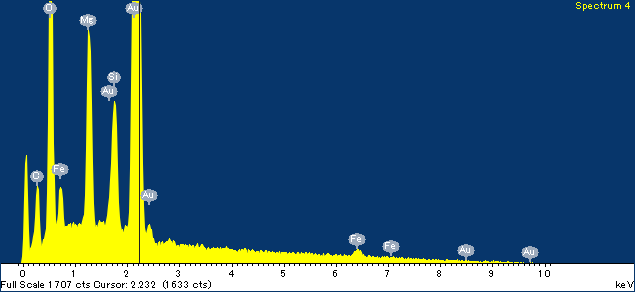 Spectrum 4
O Mg Au
Si
Au
C Fe
Au
Fe Fe Au Au
0 1 2 3 4 5 6 7 8 9 10
Full Scale 1707 cts Cursor: 2.232 (1633 cts) keV